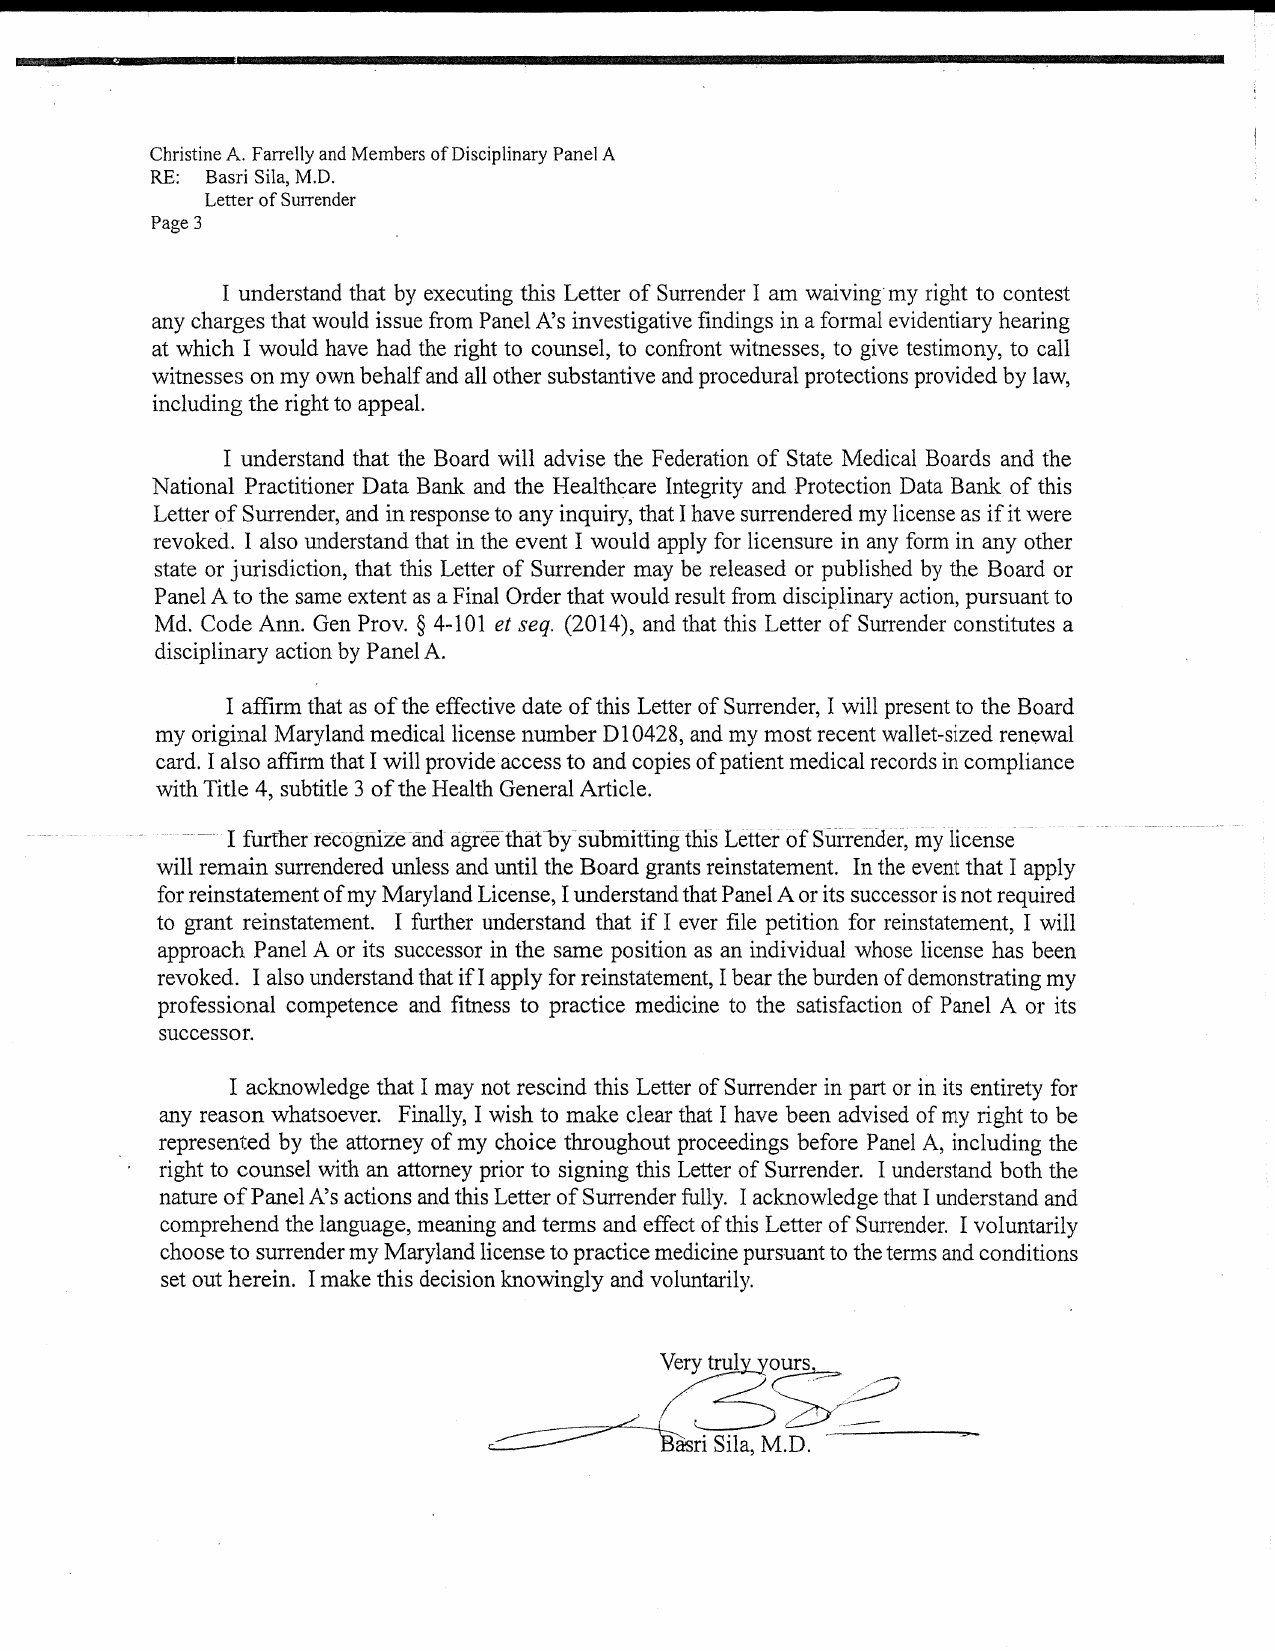 Christine A. Farrelly and Members of Disciplinary Panel A
RE: Basri Sila, M.D.
Letter of Surrender
Page 3
I understand that by executing this Letter of Surrender I am waiving my right to contest
any charges that would issue from Panel A's investigative findings in a formal evidentiary hearing
at which I would have had the right to counsel, to confront witnesses, to give testimony, to call
witnesses on my own behalf and all other substantive and procedural protections provided by law,
including the right to appeal.
I understand that the Board will advise the Federation of State Medical Boards and the
National Practitioner Data Bank and the Healthcare Integrity and Protection Data Bank of this
Letter of Surrender, and in response to any inquiry, that I have surrendered my license as if it were
revoked. I also understand that in the event I would apply for licensure in any form in any other
state or jurisdiction, that this Letter of Surrender may be released or published by the Board or
Panel A to the same extent as a Final Order that would result from disciplinary action, pursuant to
Md. Code Ann. Gen Prov. § 4-101 et seq. (2014), and that this Letter of Surrender constitutes a
disciplinary action by Panel A.
I affirm that as of the effective date of this Letter of Surrender, I will present to the Board
my original Maryland medical license number D10428, and my most recent wallet-sized renewal
card. I also affirm that I will provide access to and copies of patient medical records in compliance
with Title 4, subtitle 3 of the Health General Article.
I further recognize and agree that by submitting this Letter of Surrender, my license
will remain surrendered unless and until the Board grants reinstatement. In the event that I apply
for reinstatement of my Maryland License, I understand that Panel A or its successor is not required
to grant reinstatement. I further understand that if I ever file petition for reinstatement, I will
approach Panel A or its successor in the same position as an individual whose license has been
revoked. I also understand that if I apply for reinstatement, I bear the burden of demonstrating my
professional competence and fitness to practice medicine to the satisfaction of Panel A or its
successor.
I acknowledge that I may not rescind this Letter of Surrender in part or in its entirety for
any reason whatsoever. Finally, I wish to make clear that I have been advised of my right to be
represented by the attorney of my choice throughout proceedings before Panel A, including the
right to counsel with an attorney prior to signing this Letter of Surrender. I understand both the
nature of Panel A's actions and this Letter of Surrender fully. I acknowledge that I understand and
comprehend the language, meaning and terms and effect of this Letter of Surrender. I voluntarily
choose to surrender my Maryland license to practice medicine pursuant to the terms and conditions
set out herein. I make this decision knowingly and voluntarily.
Very truly yours,
Basri Sila, M.D.